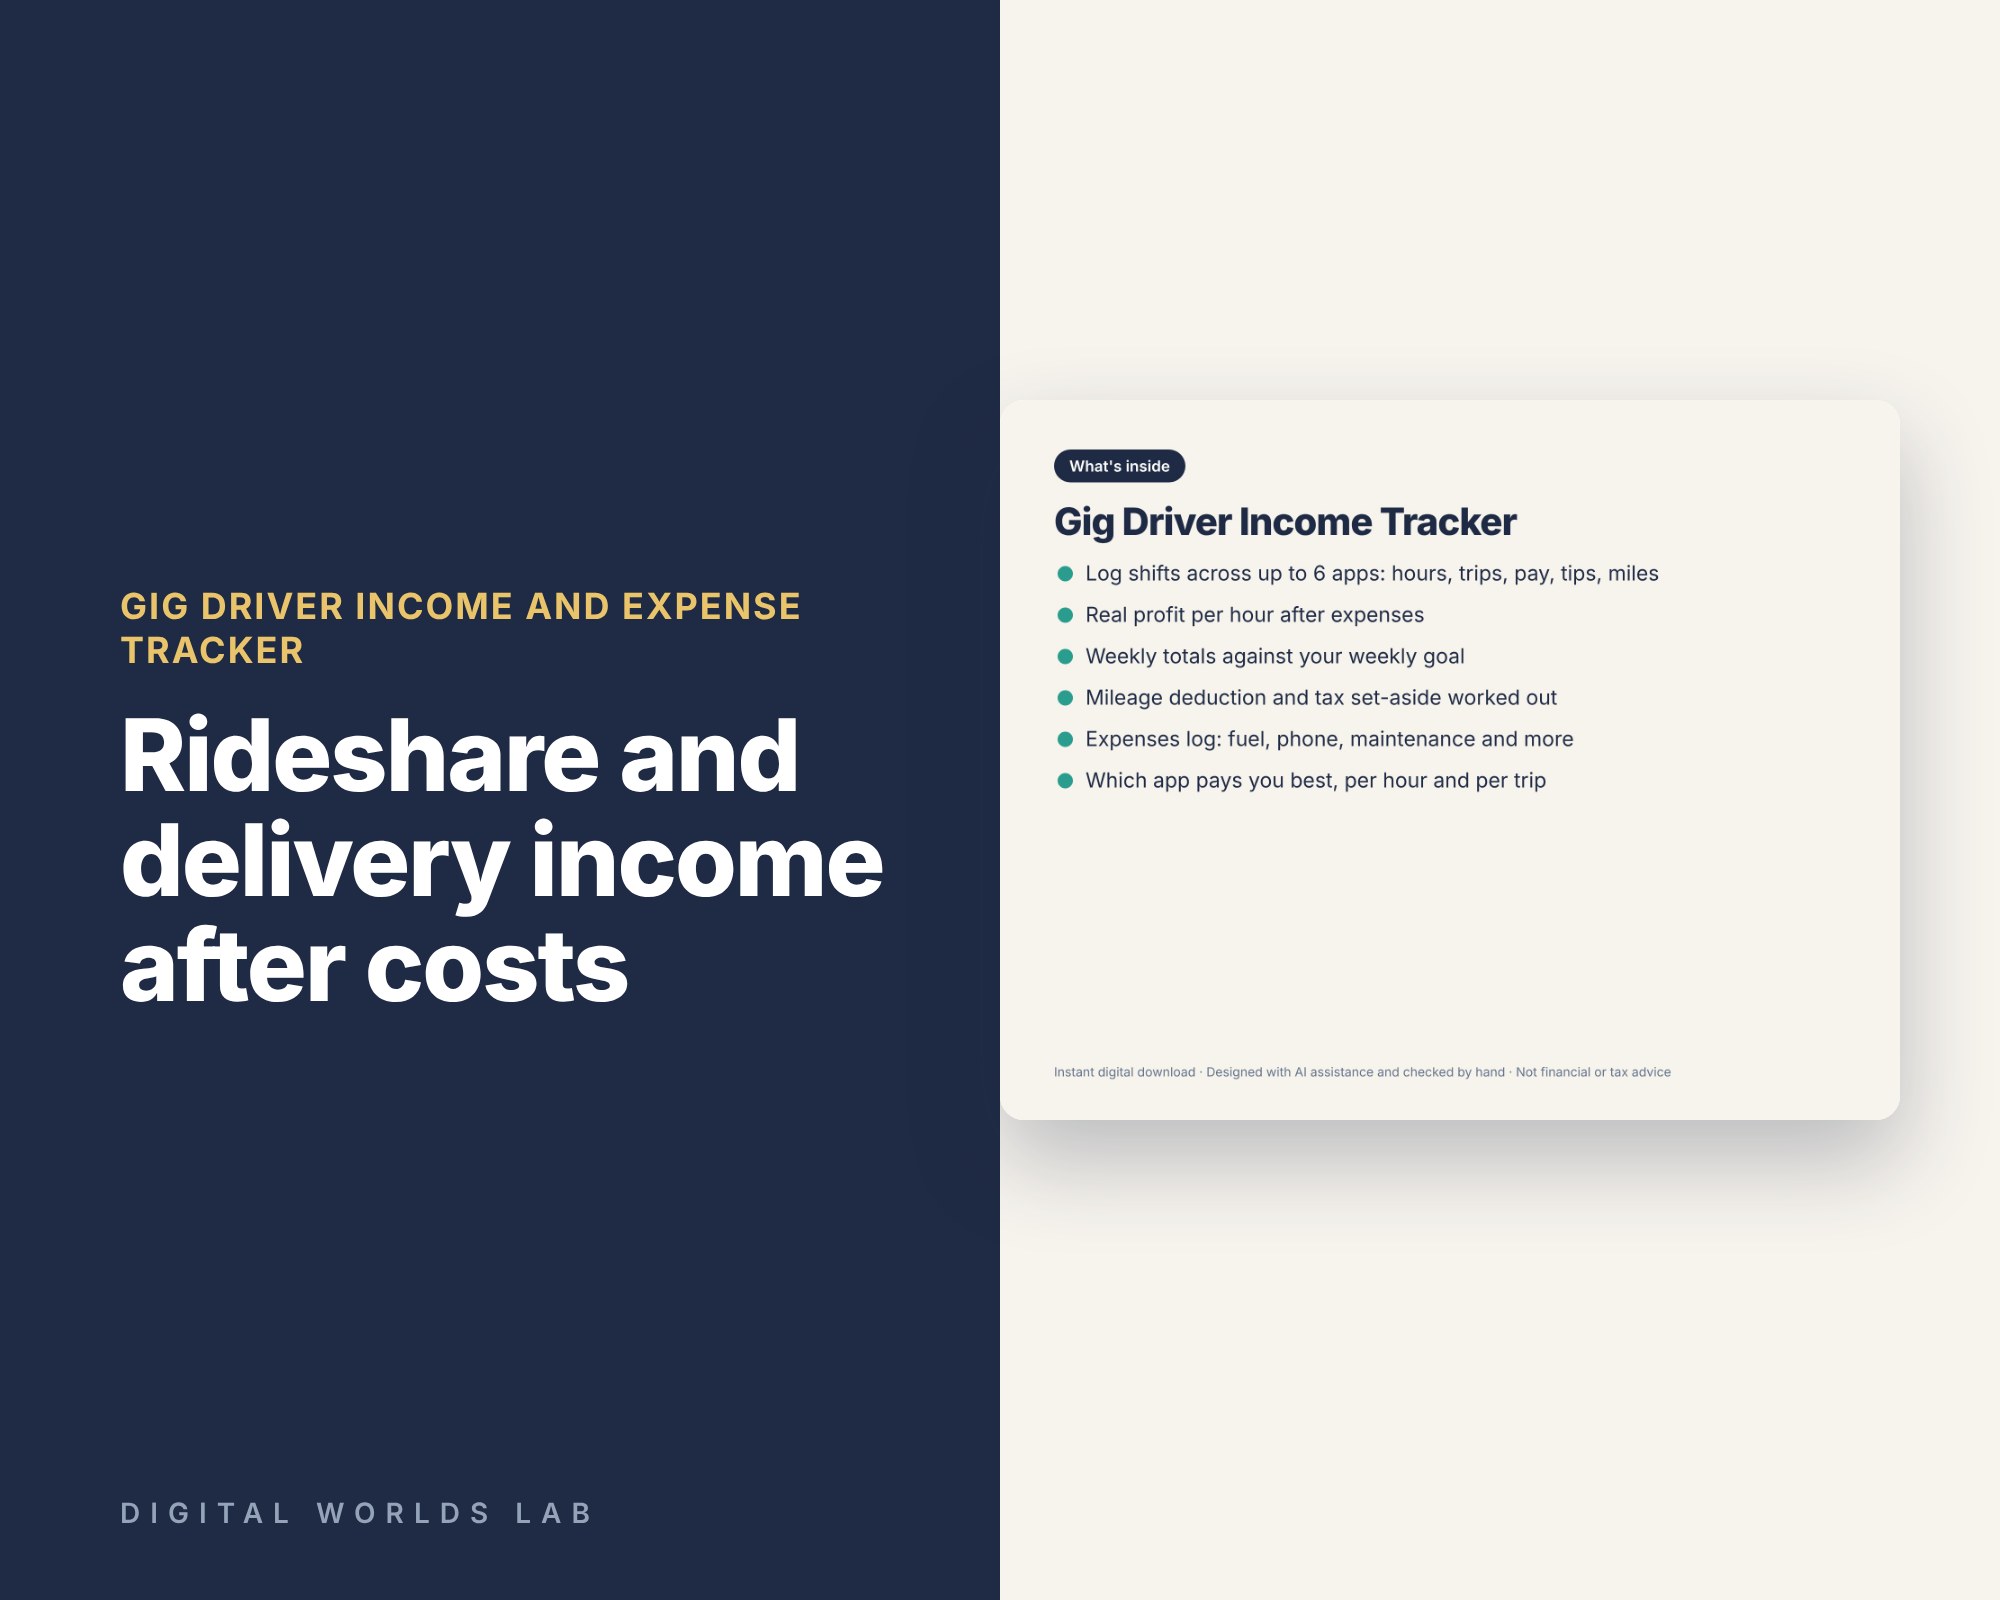 GIG DRIVER INCOME AND EXPENSE
TRACKER
Rideshare and
delivery income
after costs
DIGITAL WORLDS LAB
What's inside
Gig Driver Income Tracker
Log shifts across up to 6 apps: hours, trips, pay, tips, miles
Real profit per hour after expenses
Weekly totals against your weekly goal
Mileage deduction and tax set-aside worked out
Expenses log: fuel, phone, maintenance and more
Which app pays you best, per hour and per trip
Instant digital download · Designed with AI assistance and checked by hand · Not financial or tax advice